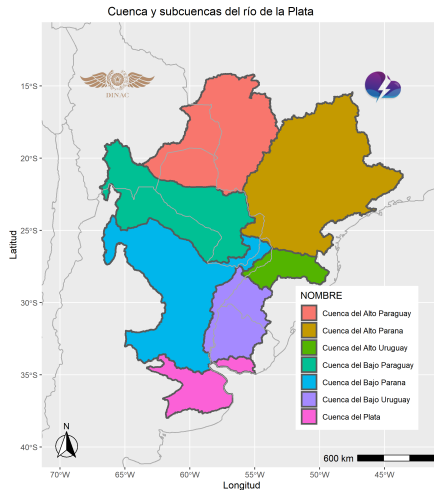 Cuenca y subcuencas del río de la Plata
DINAC
15°S
20°S
25°S
30°S
35°S
40°S
Latitud
NOMBRE
Cuenca del Alto Paraguay
Cuenca del Alto Parana
Cuenca del Alto Uruguay
Cuenca del Bajo Paraguay
Cuenca del Bajo Parana
Cuenca del Bajo Uruguay
Cuenca del Plata
N
600 km
70°W
65°W
60°W
55°W
50°W
45°W
Longitud